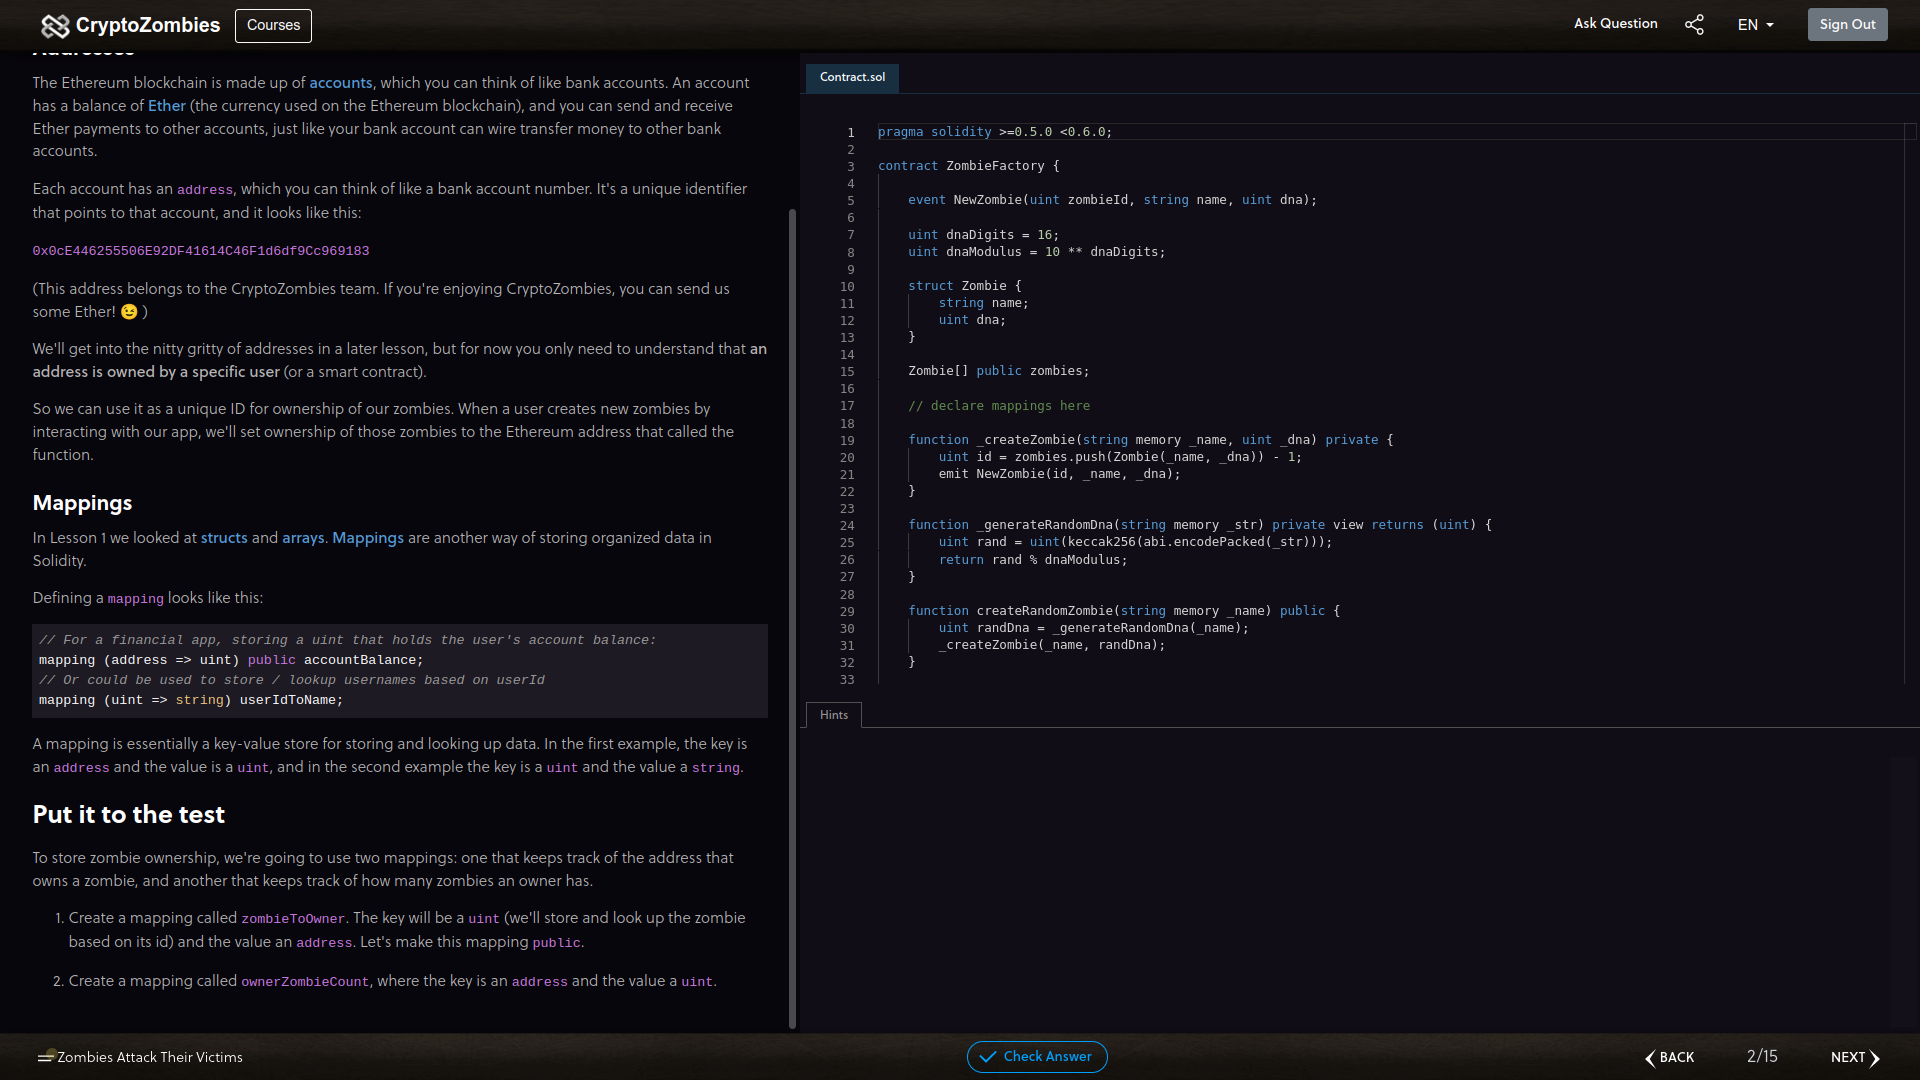 CryptoZombies
Courses
Ask Question
EN
Sign Out
Addresses
The Ethereum blockchain is made up of accounts, which you can think of like bank accounts. An account
has a balance of Ether (the currency used on the Ethereum blockchain), and you can send and receive
Ether payments to other accounts, just like your bank account can wire transfer money to other bank
accounts.
Each account has an address, which you can think of like a bank account number. It's a unique identifier
that points to that account, and it looks like this:
0x0cE446255506E92DF41614C46F1d6df9Cc969183
(This address belongs to the CryptoZombies team. If you're enjoying CryptoZombies, you can send us
some Ether! 😉 )
We'll get into the nitty gritty of addresses in a later lesson, but for now you only need to understand that an
address is owned by a specific user (or a smart contract).
So we can use it as a unique ID for ownership of our zombies. When a user creates new zombies by
interacting with our app, we'll set ownership of those zombies to the Ethereum address that called the
function.
Mappings
In Lesson 1 we looked at structs and arrays. Mappings are another way of storing organized data in
Solidity.
Defining a mapping looks like this:
// For a financial app, storing a uint that holds the user's account balance:
mapping (address => uint) public accountBalance;
// Or could be used to store / lookup usernames based on userId
mapping (uint => string) userIdToName;
A mapping is essentially a key-value store for storing and looking up data. In the first example, the key is
an address and the value is a uint, and in the second example the key is a uint and the value a string.
Put it to the test
To store zombie ownership, we're going to use two mappings: one that keeps track of the address that
owns a zombie, and another that keeps track of how many zombies an owner has.
1. Create a mapping called zombieToOwner. The key will be a uint (we'll store and look up the zombie
based on its id) and the value an address. Let's make this mapping public.
2. Create a mapping called ownerZombieCount, where the key is an address and the value a uint.
Contract.sol
1 pragma solidity >=0.5.0 <0.6.0;
2
3 contract ZombieFactory {
4
5 event NewZombie(uint zombieId, string name, uint dna);
6
7 uint dnaDigits = 16;
8 uint dnaModulus = 10 ** dnaDigits;
9
10 struct Zombie {
11 string name;
12 uint dna;
13 }
14
15 Zombie[] public zombies;
16
17 // declare mappings here
18
19 function _createZombie(string memory _name, uint _dna) private {
20 uint id = zombies.push(Zombie(_name, _dna)) - 1;
21 emit NewZombie(id, _name, _dna);
22 }
23
24 function _generateRandomDna(string memory _str) private view returns (uint) {
25 uint rand = uint(keccak256(abi.encodePacked(_str)));
26 return rand % dnaModulus;
27 }
28
29 function createRandomZombie(string memory _name) public {
30 uint randDna = _generateRandomDna(_name);
31 _createZombie(_name, randDna);
32 }
33
Hints
Zombies Attack Their Victims
Check Answer
BACK
2/15
NEXT